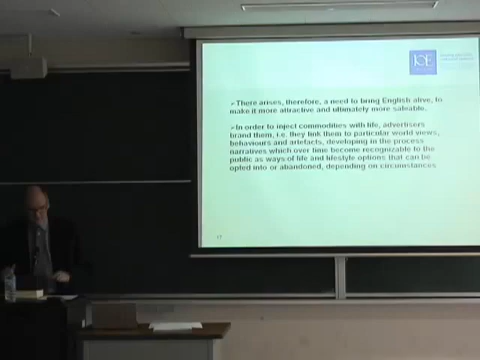 IOE
➢There arises, therefore, a need to bring English alive, to
make it more attractive and ultimately more saleable.
➢In order to inject commodities with life, advertisers
brand them, i.e. they link them to particular world views,
behaviours and artefacts, developing in the process
narratives which over time become recognizable to the
public as ways of life and lifestyle options that can be
opted into or abandoned, depending on circumstances